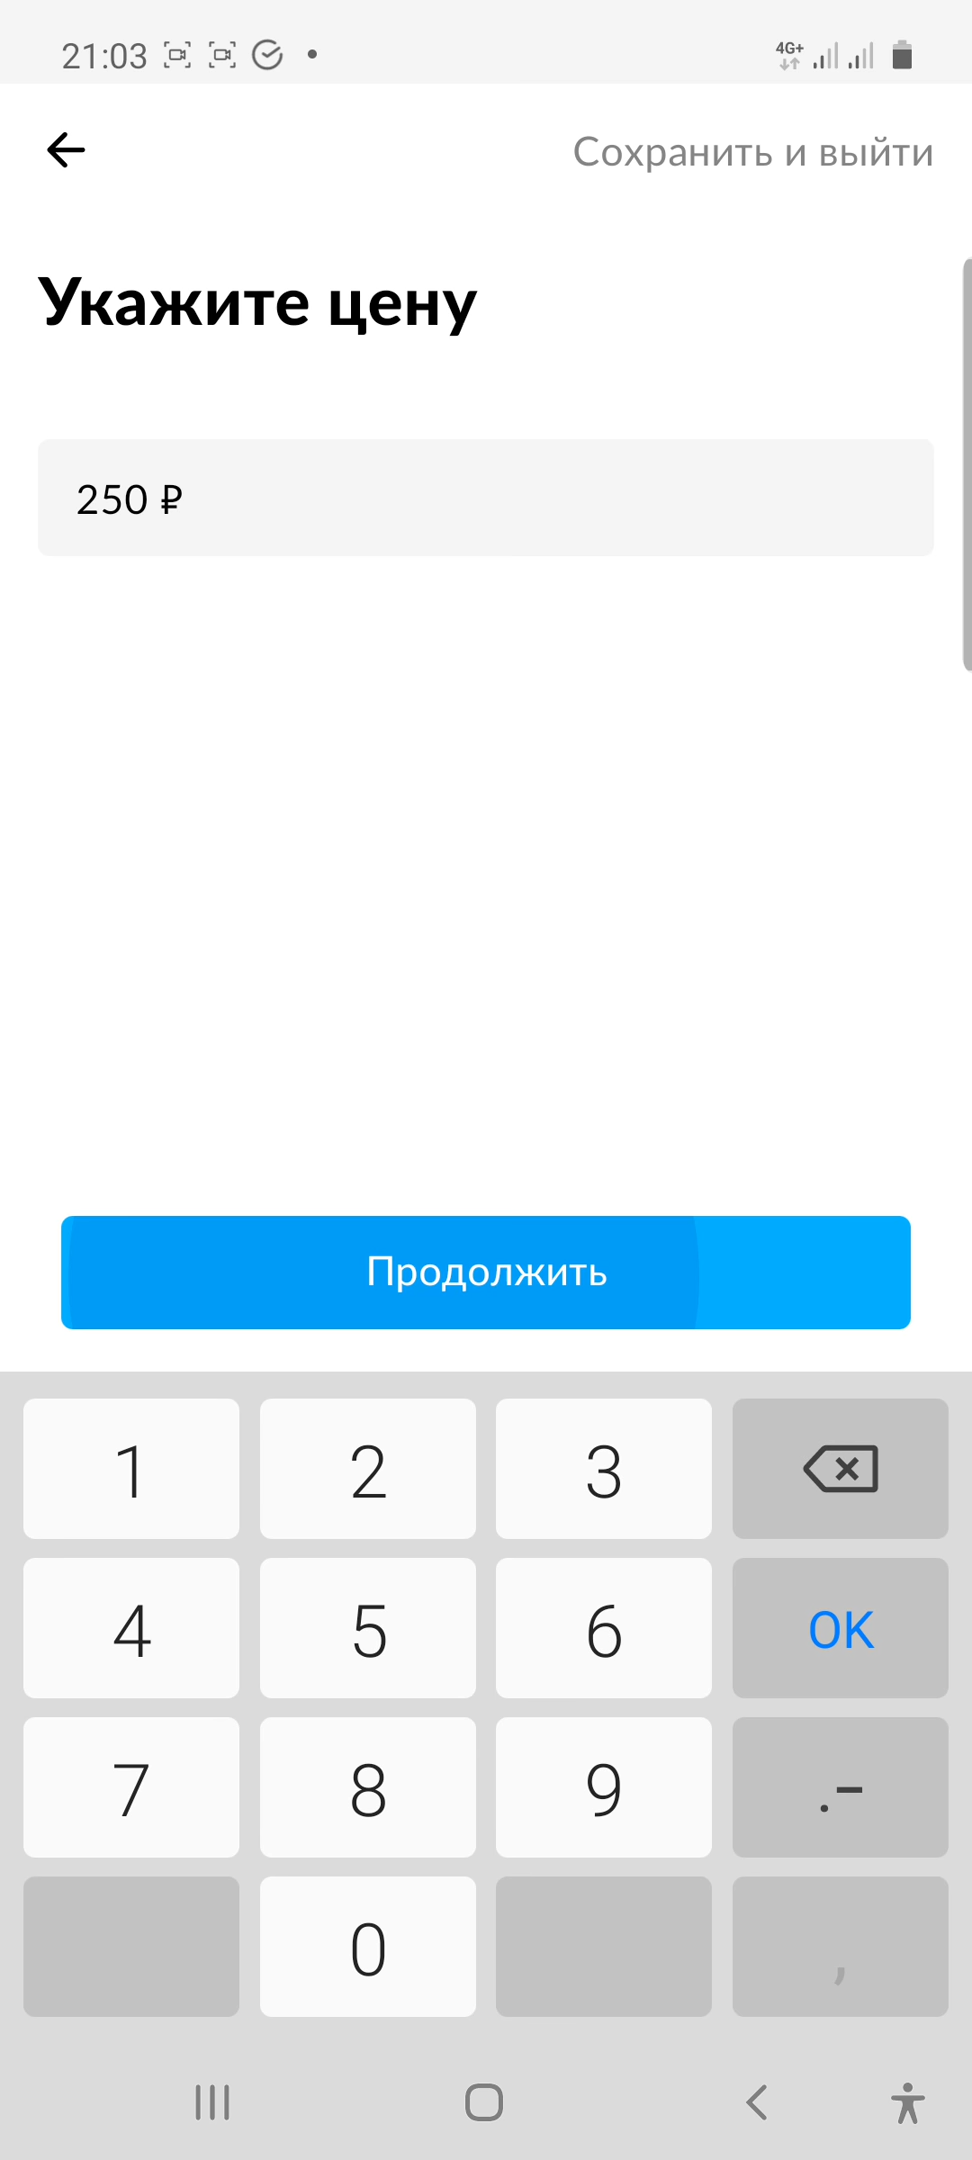 21:03
4G+
Сохранить и выйти
Укажите цену
250 ₽
Продолжить
1 2 3
4 5 6 OK
7 8 9 .-
0 ,